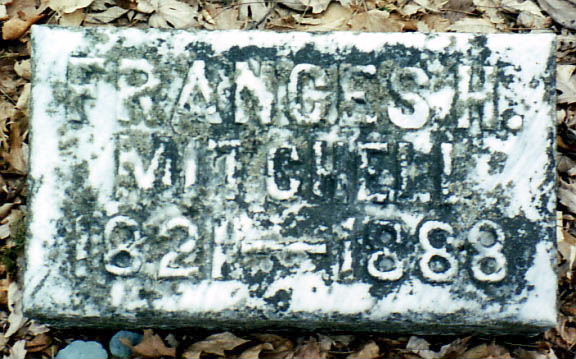 FRANCES H.
MITCHELL
1821—1888